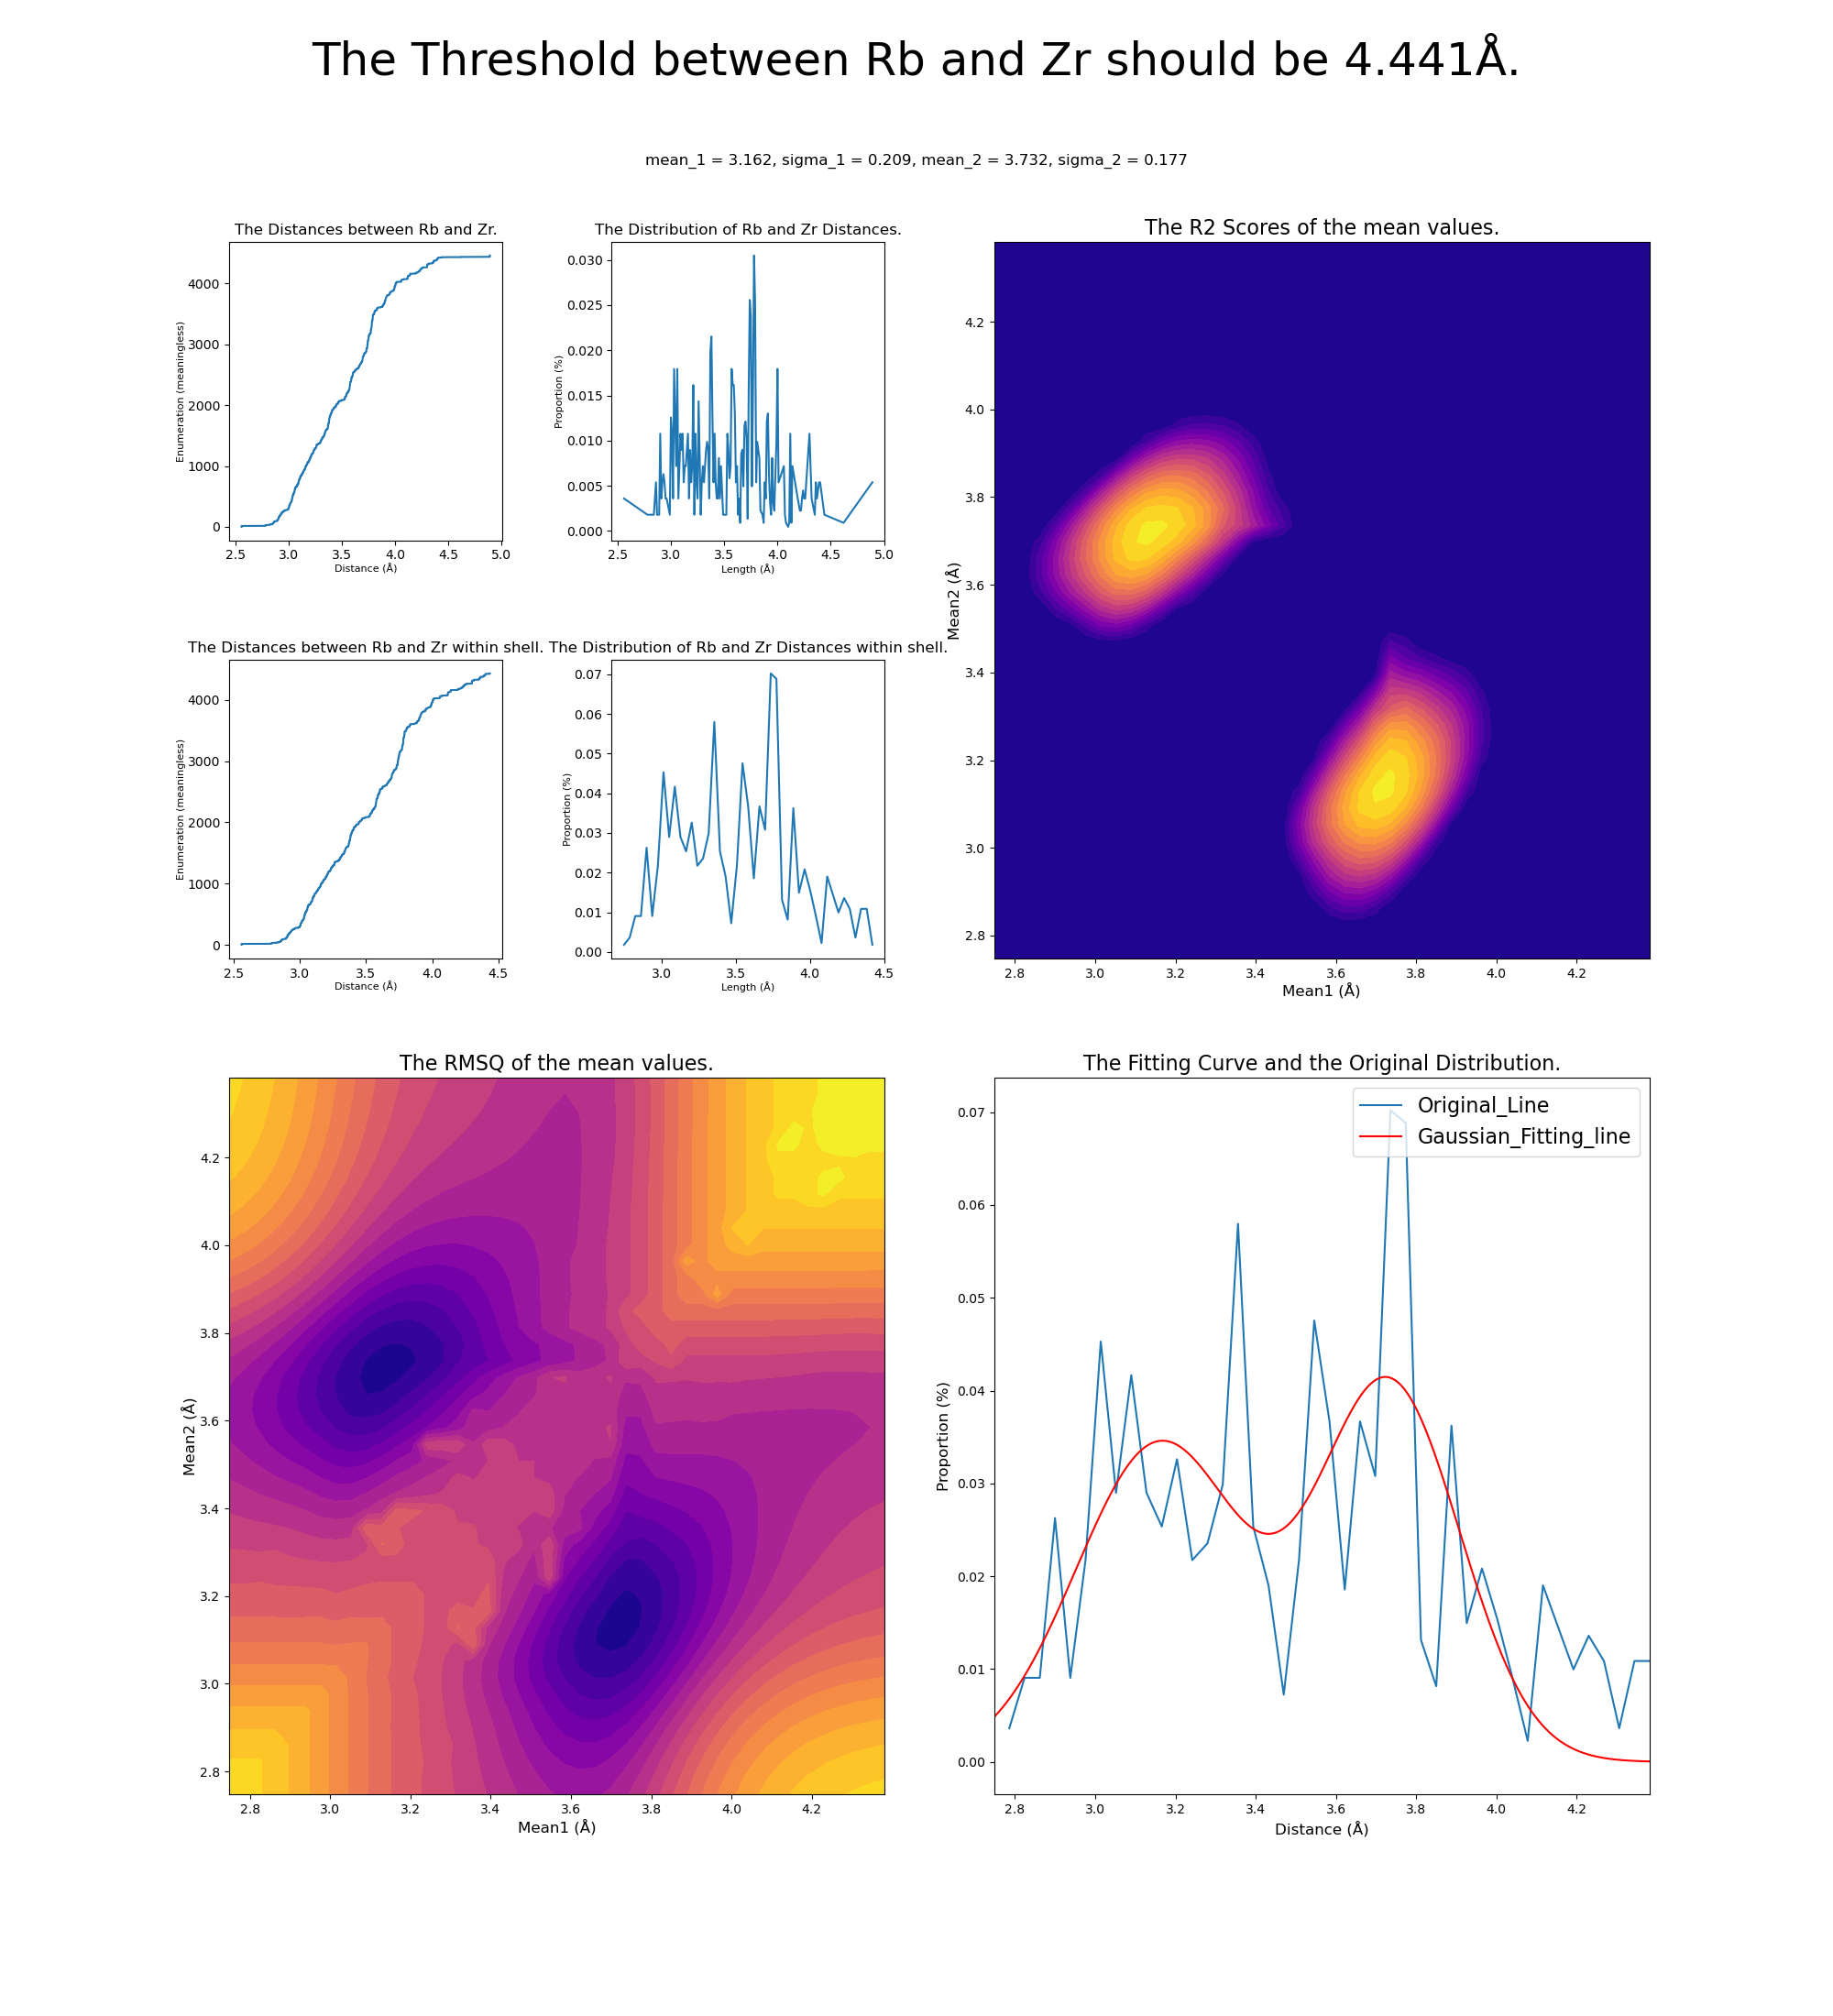 The Threshold between Rb and Zr should be 4.441Å.
mean_1 = 3.162, sigma_1 = 0.209, mean_2 = 3.732, sigma_2 = 0.177
The Distances between Rb and Zr.
Enumeration (meaningless)
4000
3000
2000
1000
0
2.5 3.0 3.5 4.0 4.5 5.0
Distance (Å)
The Distribution of Rb and Zr Distances.
Proportion (%)
0.030
0.025
0.020
0.015
0.010
0.005
0.000
2.5 3.0 3.5 4.0 4.5 5.0
Length (Å)
The R2 Scores of the mean values.
Mean2 (Å)
4.2
4.0
3.8
3.6
3.4
3.2
3.0
2.8
2.8 3.0 3.2 3.4 3.6 3.8 4.0 4.2
Mean1 (Å)
The Distances between Rb and Zr within shell.
Enumeration (meaningless)
4000
3000
2000
1000
0
2.5 3.0 3.5 4.0 4.5
Distance (Å)
The Distribution of Rb and Zr Distances within shell.
Proportion (%)
0.07
0.06
0.05
0.04
0.03
0.02
0.01
0.00
3.0 3.5 4.0 4.5
Length (Å)
The RMSQ of the mean values.
Mean2 (Å)
4.2
4.0
3.8
3.6
3.4
3.2
3.0
2.8
2.8 3.0 3.2 3.4 3.6 3.8 4.0 4.2
Mean1 (Å)
The Fitting Curve and the Original Distribution.
Original_Line
Gaussian_Fitting_line
Proportion (%)
0.07
0.06
0.05
0.04
0.03
0.02
0.01
0.00
2.8 3.0 3.2 3.4 3.6 3.8 4.0 4.2
Distance (Å)